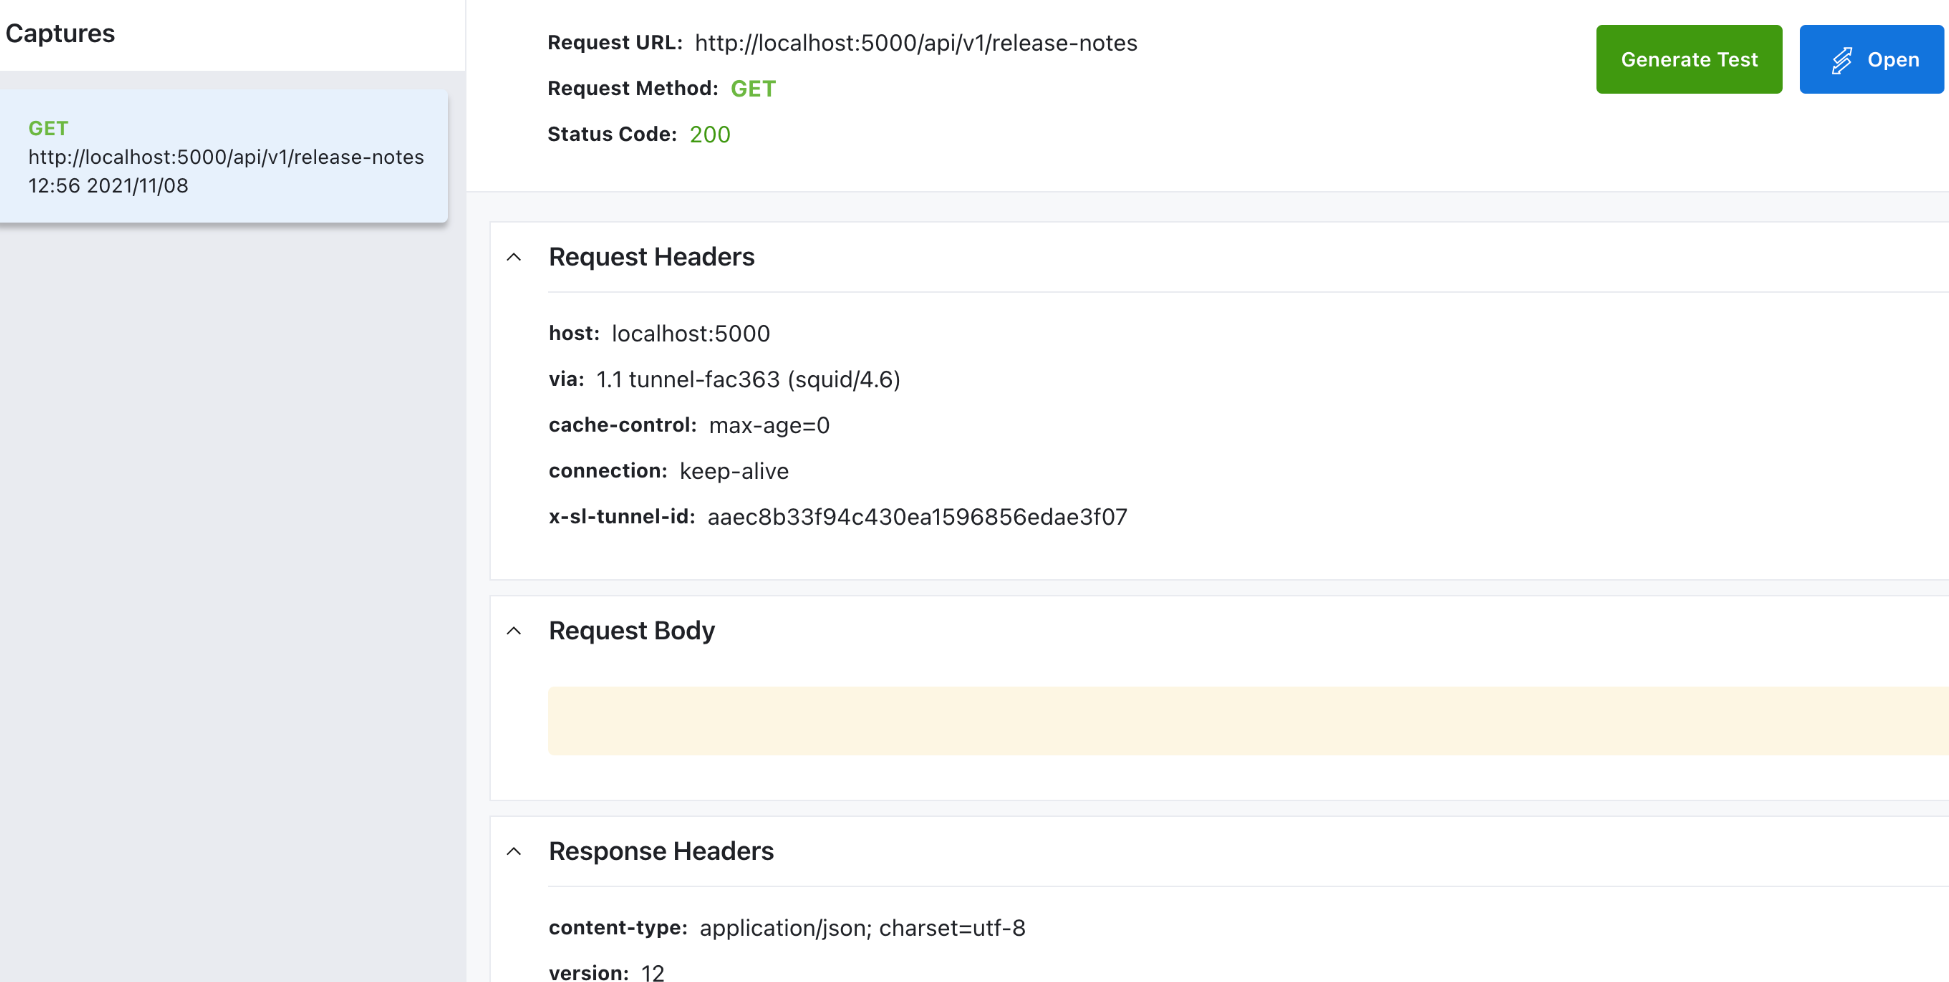 Captures
GET
http://localhost:5000/api/v1/release-notes
12:56 2021/11/08
Request URL: http://localhost:5000/api/v1/release-notes
Request Method: GET
Status Code: 200
Generate Test
Open
Request Headers
host: localhost:5000
via: 1.1 tunnel-fac363 (squid/4.6)
cache-control: max-age=0
connection: keep-alive
x-sl-tunnel-id: aaec8b33f94c430ea1596856edae3f07
Request Body
Response Headers
content-type: application/json; charset=utf-8
version: 12